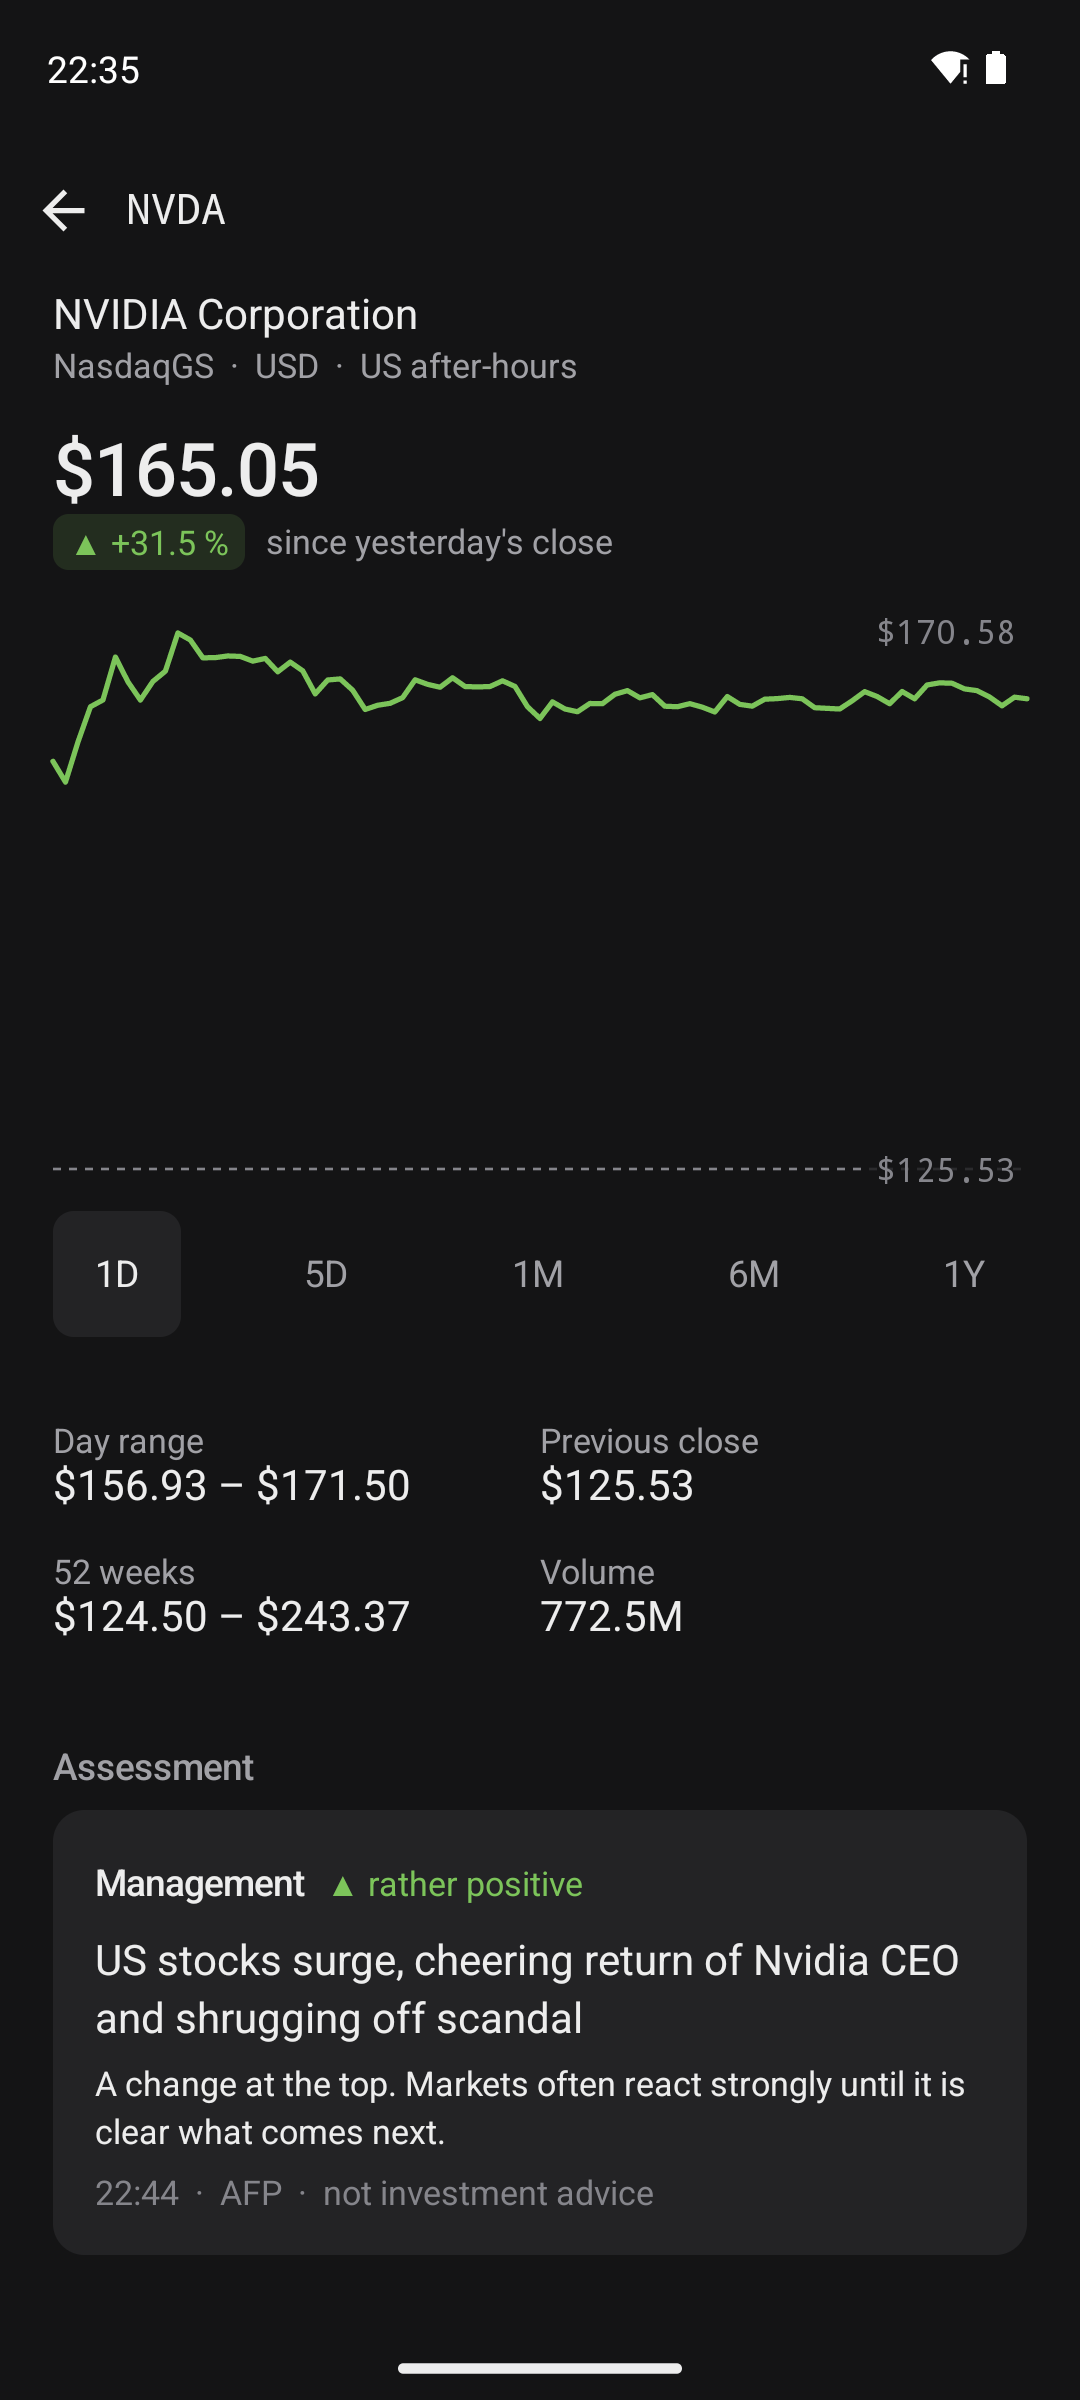 22:35
NVDA
NVIDIA Corporation
NasdaqGS · USD · US after-hours
$165.05
▲ +31.5 % since yesterday's close
$170.58
$125.53
1D 5D 1M 6M 1Y
Day range Previous close
$156.93 – $171.50 $125.53
52 weeks Volume
$124.50 – $243.37 772.5M
Assessment
Management ▲ rather positive
US stocks surge, cheering return of Nvidia CEO
and shrugging off scandal
A change at the top. Markets often react strongly until it is
clear what comes next.
22:44 · AFP · not investment advice